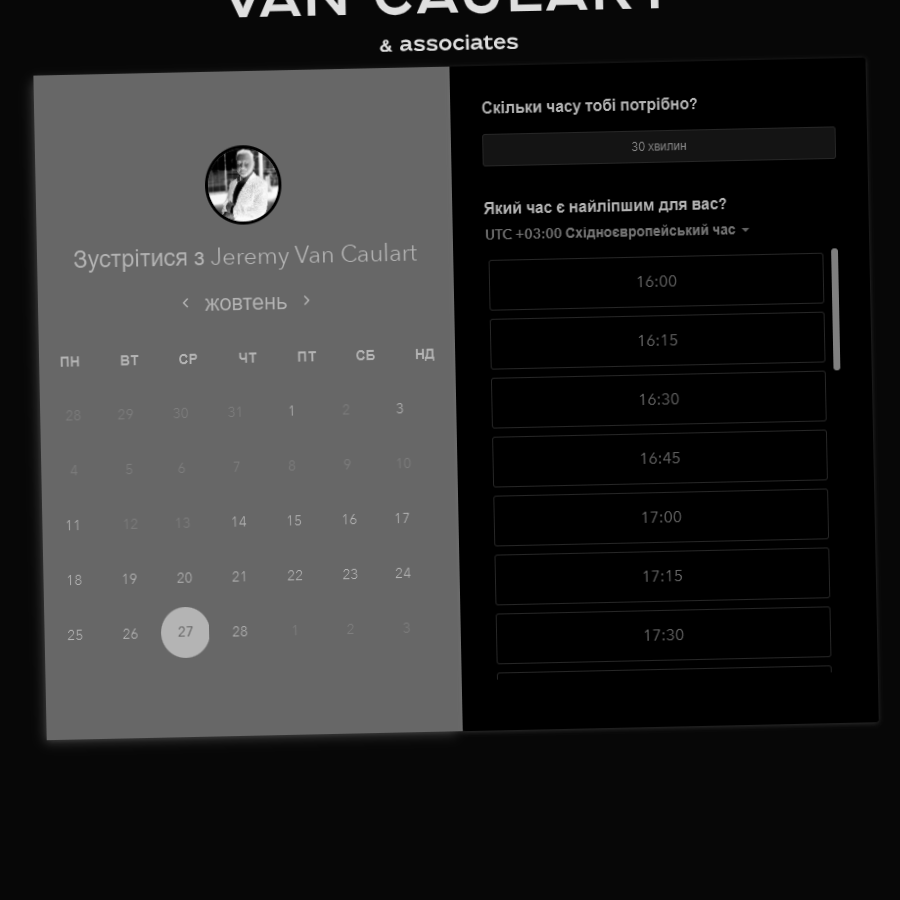 VAN CAULART
& associates
Зустрітися з Jeremy Van Caulart
‹ жовтень ›
ПН ВТ СР ЧТ ПТ СБ НД
28 29 30 31 1 2 3
4 5 6 7 8 9 10
11 12 13 14 15 16 17
18 19 20 21 22 23 24
25 26 27 28 1 2 3
Скільки часу тобі потрібно?
30 хвилин
Який час є найліпшим для вас?
UTC +03:00 Східноєвропейський час
16:00
16:15
16:30
16:45
17:00
17:15
17:30